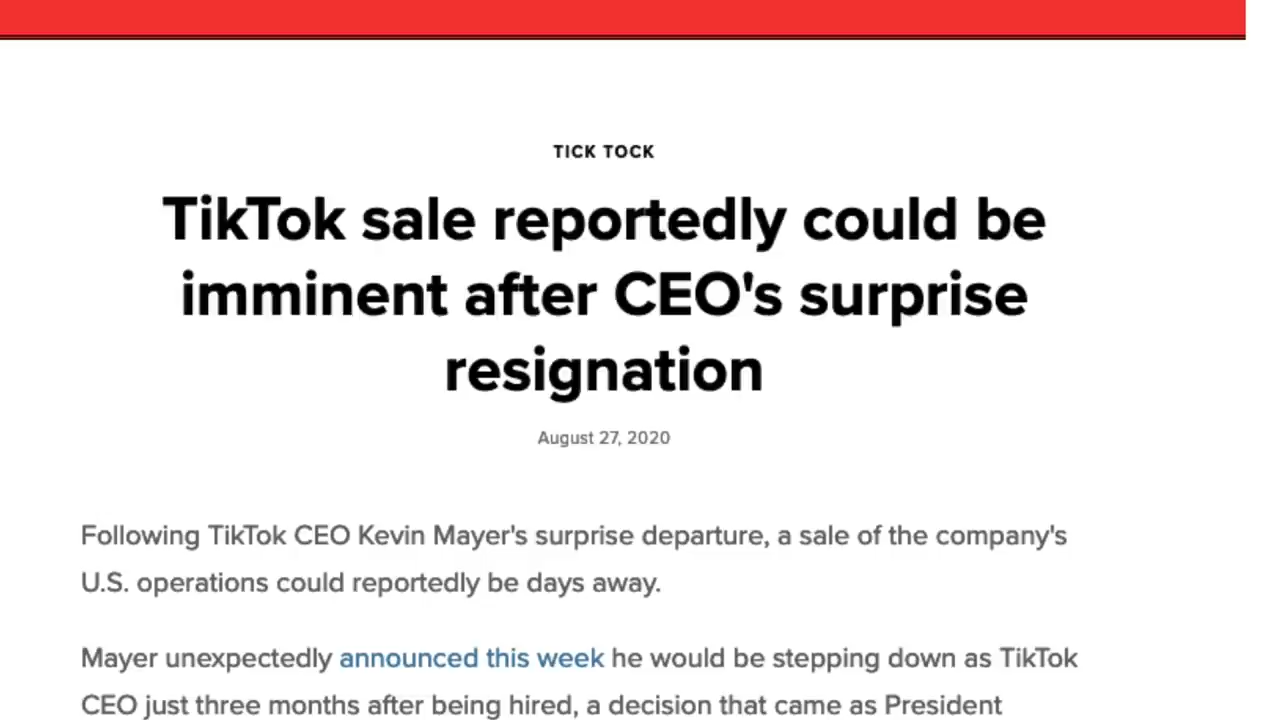 TICK TOCK
TikTok sale reportedly could be
imminent after CEO's surprise
resignation
August 27, 2020
Following TikTok CEO Kevin Mayer's surprise departure, a sale of the company's
U.S. operations could reportedly be days away.
Mayer unexpectedly announced this week he would be stepping down as TikTok
CEO just three months after being hired, a decision that came as President